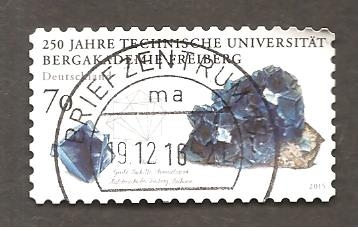 250 JAHRE TECHNISCHE UNIVERSITÄT
BERGAKADEMIE FREIBERG
Deutschland
70
BRIEFZENTRUM
ma
19.12.16
2015